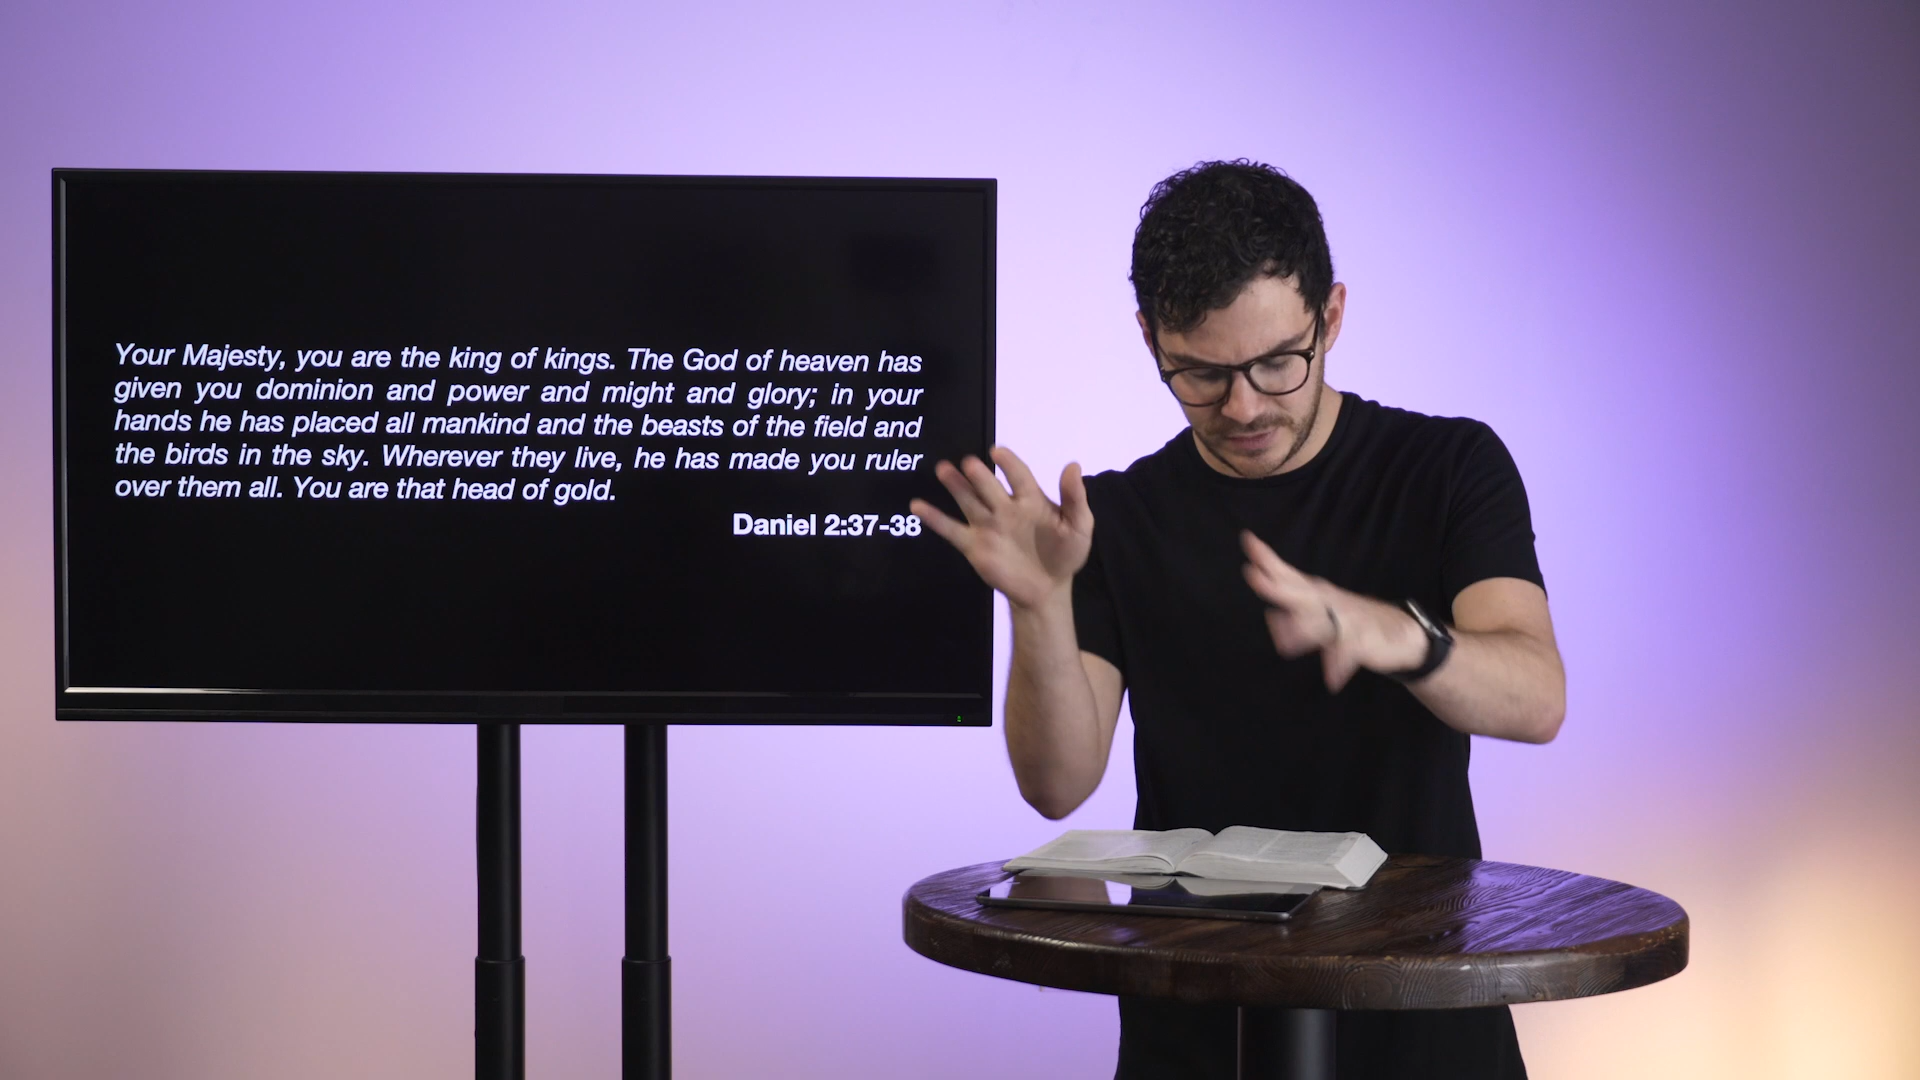 Your Majesty, you are the king of kings. The God of heaven has
given you dominion and power and might and glory; in your
hands he has placed all mankind and the beasts of the field and
the birds in the sky. Wherever they live, he has made you ruler
over them all. You are that head of gold.
Daniel 2:37-38